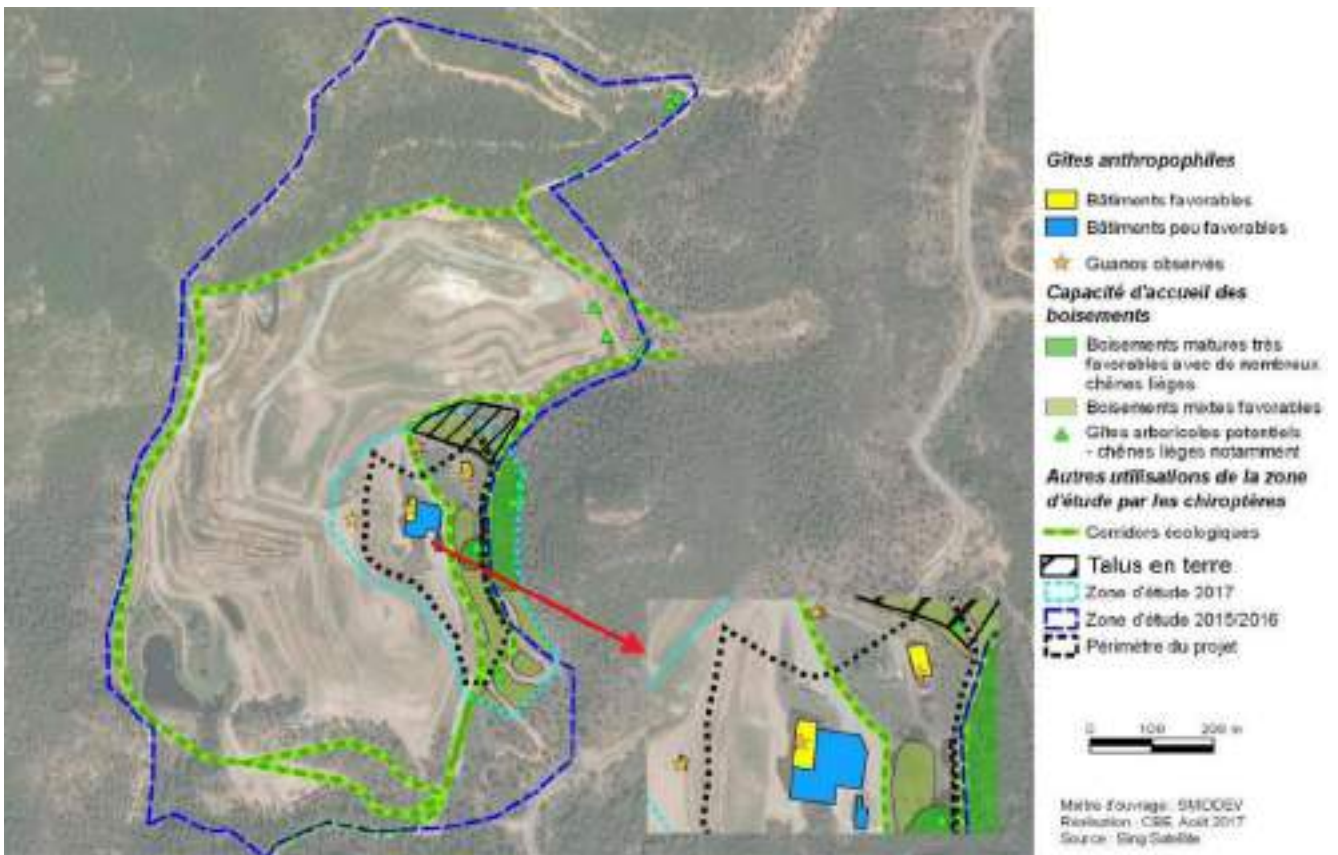 Gîtes anthropophiles
Bâtiments favorables
Bâtiments peu favorables
Guanos observés
Capacité d'accueil des
boisements
Boisements matures très
favorables avec de nombreux
chênes lièges
Boisements mixtes favorables
Gîtes arboricoles potentiels
- chênes lièges notamment
Autres utilisations de la zone
d'étude par les chiroptères
Corridors écologiques
Talus en terre
Zone d'étude 2017
Zone d'étude 2015/2016
Périmètre du projet
0 100 200 m
Maître d'ouvrage : SMIDDEV
Réalisation : CBE, Août 2017
Source : Bing Satellite